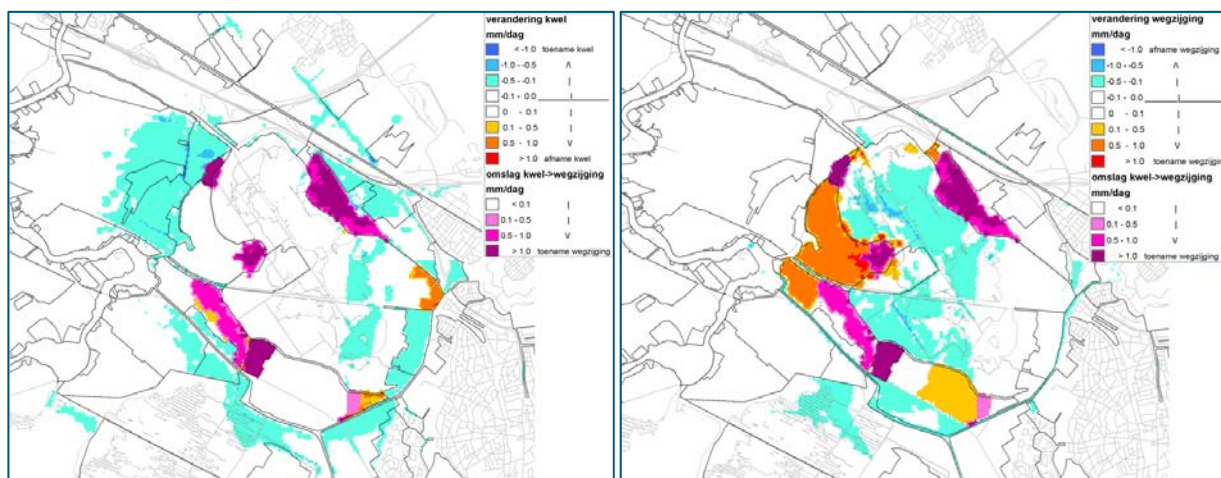 verandering kwel
mm/dag
< -1.0 toename kwel
-1.0 - -0.5 /\
-0.5 - -0.1 |
-0.1 - 0.0 |
0 - 0.1 |
0.1 - 0.5 |
0.5 - 1.0 \/
> 1.0 afname kwel
omslag kwel->wegzijging
mm/dag
< 0.1 |
0.1 - 0.5 |
0.5 - 1.0 \/
> 1.0 toename wegzijging
verandering wegzijging
mm/dag
< -1.0 afname wegzijging
-1.0 - -0.5 /\
-0.5 - -0.1 |
-0.1 - 0.0 |
0 - 0.1 |
0.1 - 0.5 |
0.5 - 1.0 \/
> 1.0 toename wegzijging
omslag kwel->wegzijging
mm/dag
< 0.1 |
0.1 - 0.5 |
0.5 - 1.0 \/
> 1.0 toename wegzijging